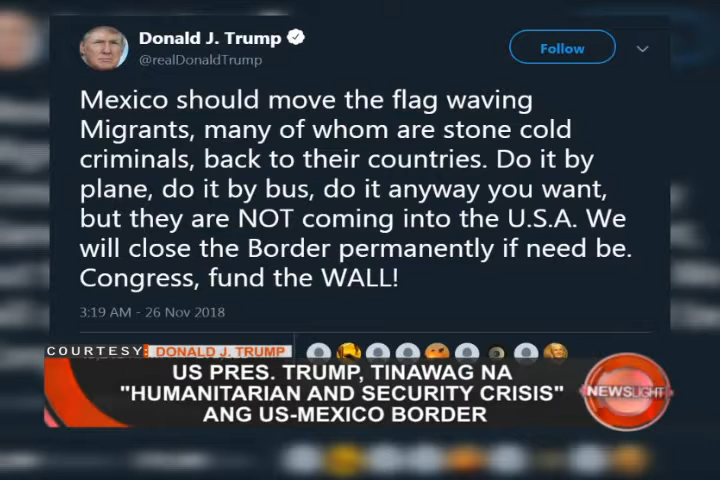 Donald J. Trump
@realDonaldTrump
Follow
Mexico should move the flag waving
Migrants, many of whom are stone cold
criminals, back to their countries. Do it by
plane, do it by bus, do it anyway you want,
but they are NOT coming into the U.S.A. We
will close the Border permanently if need be.
Congress, fund the WALL!
3:19 AM - 26 Nov 2018
COURTESY: DONALD J. TRUMP
US PRES. TRUMP, TINAWAG NA
"HUMANITARIAN AND SECURITY CRISIS"
ANG US-MEXICO BORDER
NEWSLIGHT